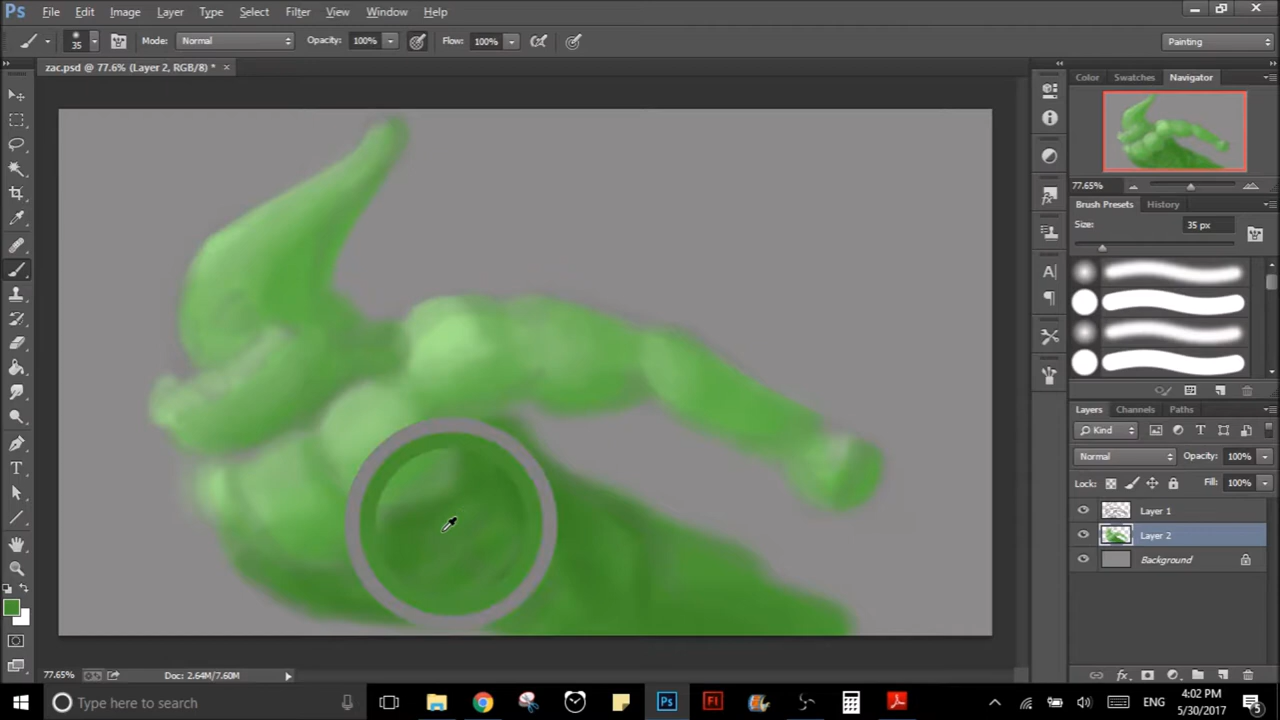 Ps File Edit Image Layer Type Select Filter View Window Help
35 Mode: Normal Opacity: 100% Flow: 100% Painting
zac.psd @ 77.6% (Layer 2, RGB/8) *
Color Swatches Navigator
77.65%
Brush Presets History
Size: 35 px
Layers Channels Paths
Kind
Normal Opacity: 100%
Lock: Fill: 100%
Layer 1
Layer 2
Background
77.65% Doc: 2.64M/7.60M
Type here to search Ps Fl ENG 4:02 PM
5/30/2017 5